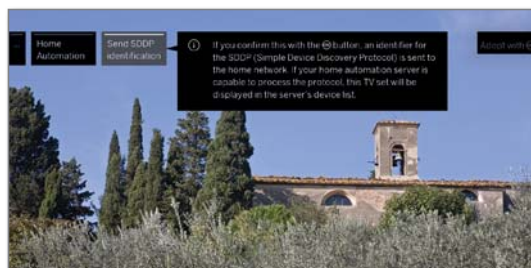 ...
Home
Automation
Send SDDP
identification
If you confirm this with the OK button, an identifier for
the SDDP (Simple Device Discovery Protocol) is sent to
the home network. If your home automation server is
capable to process the protocol, this TV set will be
displayed in the server's device list.
Adopt with